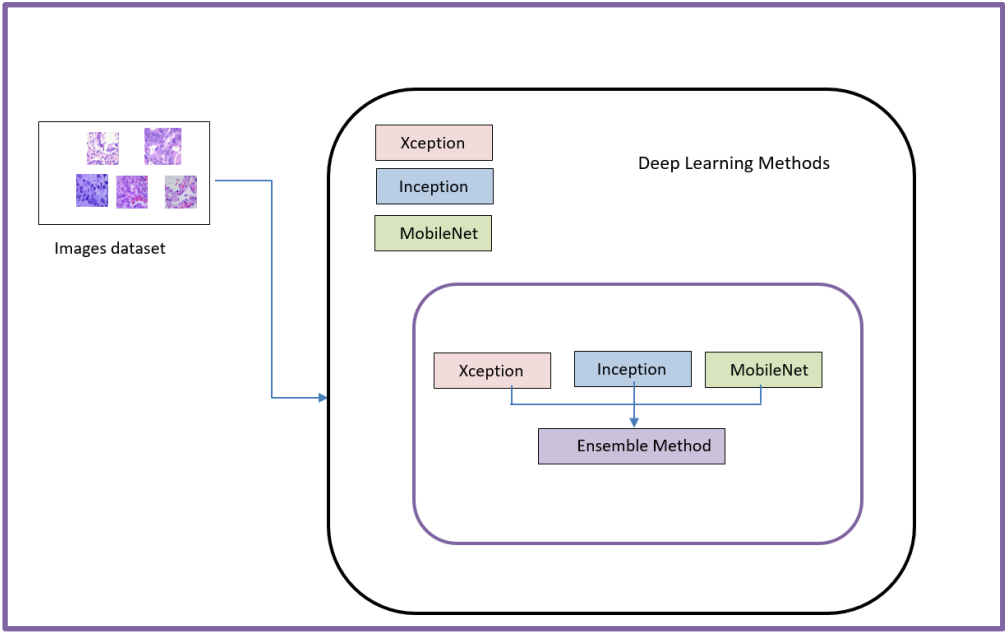 Images dataset
Xception
Inception
MobileNet
Deep Learning Methods
Xception
Inception
MobileNet
Ensemble Method